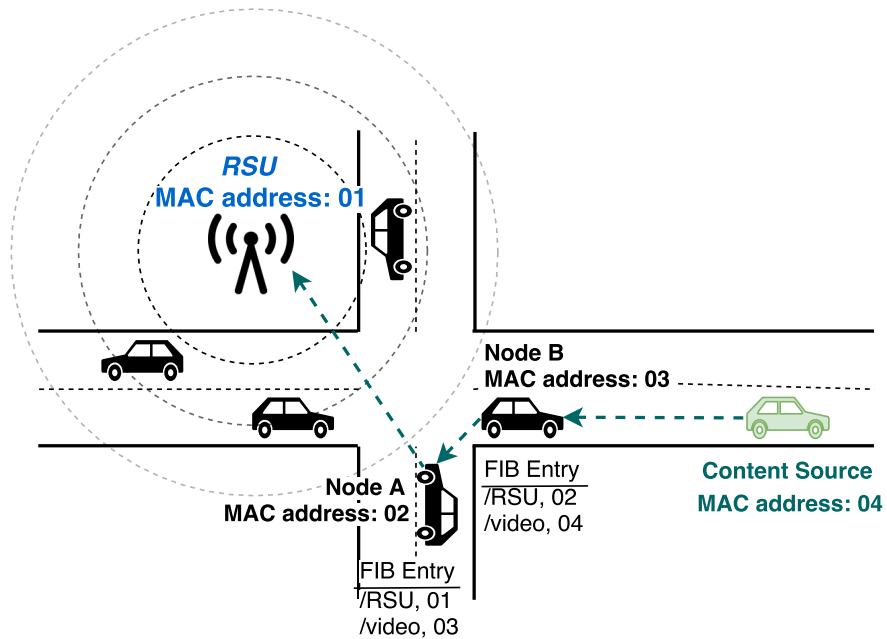 RSU
MAC address: 01
Node B
MAC address: 03
Content Source
MAC address: 04
Node A
MAC address: 02
FIB Entry
/RSU, 02
/video, 04
FIB Entry
/RSU, 01
/video, 03